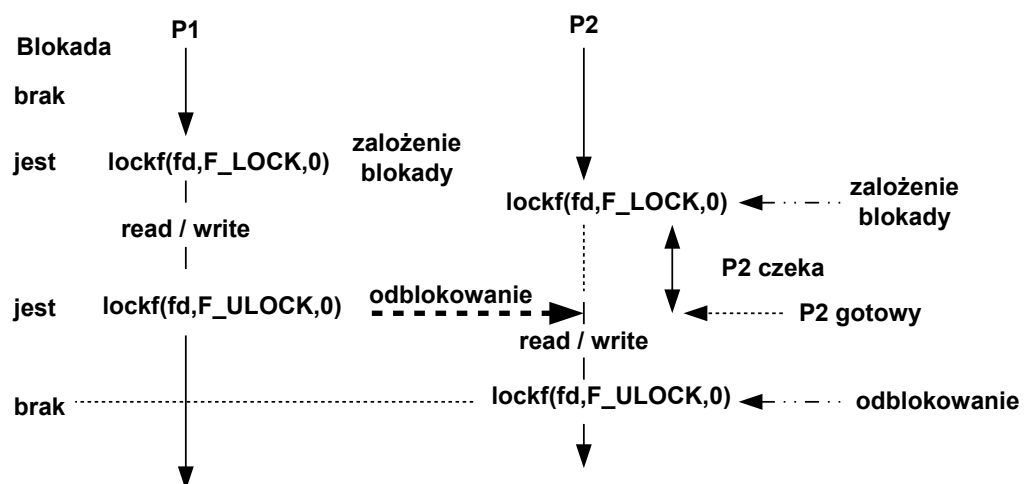 P1
P2
Blokada
brak
jest
lockf(fd,F_LOCK,0)
założenie
blokady
lockf(fd,F_LOCK,0)
założenie
blokady
read / write
P2 czeka
jest
lockf(fd,F_ULOCK,0)
odblokowanie
P2 gotowy
read / write
brak
lockf(fd,F_ULOCK,0)
odblokowanie